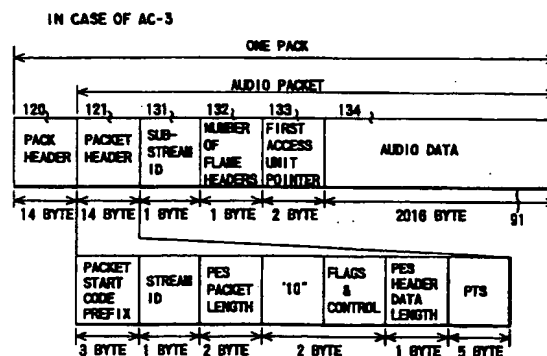 IN CASE OF AC-3
ONE PACK
AUDIO PACKET
120 121 131 132 133 134
PACK HEADER
PACKET HEADER
SUB-STREAM ID
NUMBER OF FLAME HEADERS
FIRST ACCESS UNIT POINTER
AUDIO DATA
14 BYTE 14 BYTE 1 BYTE 1 BYTE 2 BYTE 2016 BYTE 91
PACKET START CODE PREFIX
STREAM ID
PES PACKET LENGTH
"10"
FLAGS & CONTROL
PES HEADER DATA LENGTH
PTS
3 BYTE 1 BYTE 2 BYTE 2 BYTE 1 BYTE 5 BYTE